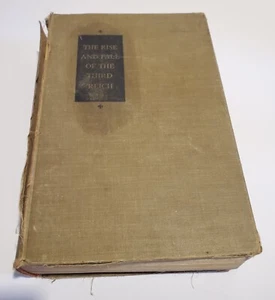 THE RISE
AND FALL
OF THE
THIRD
REICH